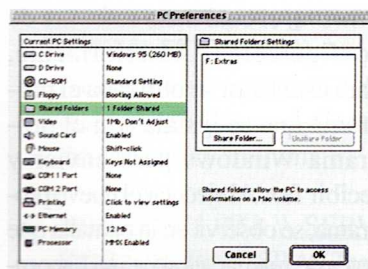 PC Preferences
Current PC Settings
C Drive Windows 95 (260 MB)
D Drive None
CD-ROM Standard Setting
Floppy Booting Allowed
Shared Folders 1 Folder Shared
Video 1Mb, Don't Adjust
Sound Card Enabled
Mouse Shift-click
Keyboard Keys Not Assigned
COM 1 Port None
COM 2 Port None
Printing Click to view settings
Ethernet Enabled
PC Memory 12 Mb
Processor MMX Enabled
Shared Folders Settings
F: Extras
Share Folder... Unshare Folder
Shared folders allow the PC to access
information on a Mac volume.
Cancel OK